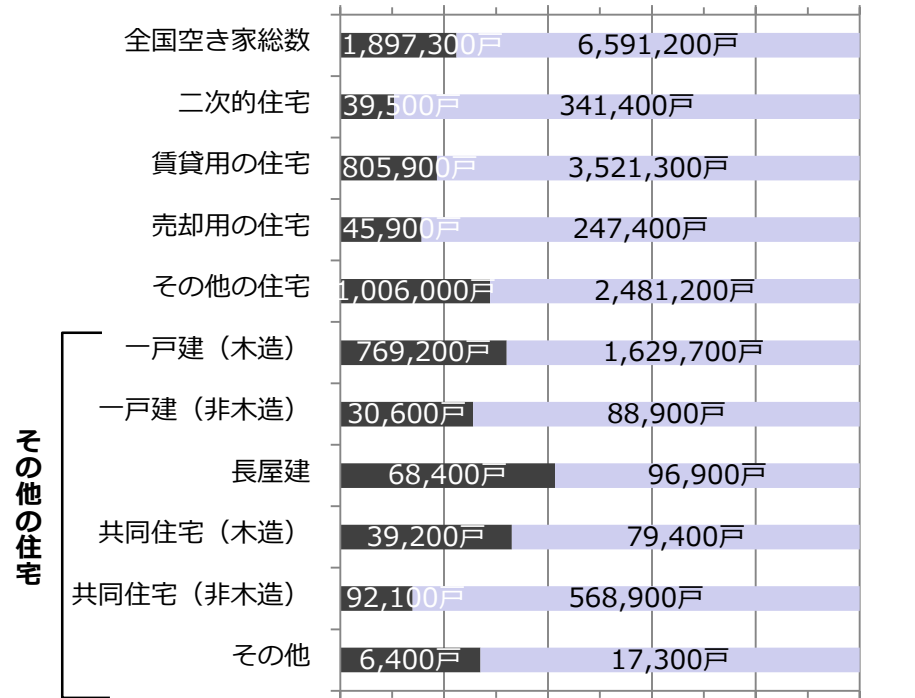 全国空き家総数 1,897,300戸 6,591,200戸
二次的住宅 39,500戸 341,400戸
賃貸用の住宅 805,900戸 3,521,300戸
売却用の住宅 45,900戸 247,400戸
その他の住宅 1,006,000戸 2,481,200戸
その他の住宅
一戸建（木造） 769,200戸 1,629,700戸
一戸建（非木造） 30,600戸 88,900戸
長屋建 68,400戸 96,900戸
共同住宅（木造） 39,200戸 79,400戸
共同住宅（非木造） 92,100戸 568,900戸
その他 6,400戸 17,300戸